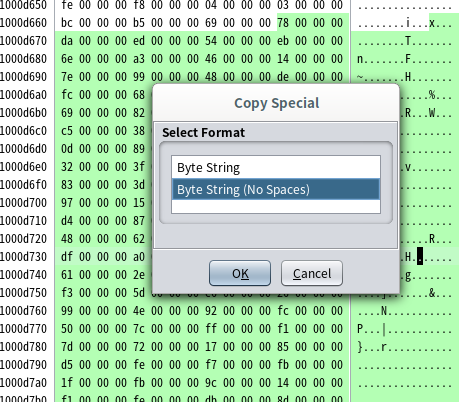 1000d650 fe 00 00 00 f8 00 00 00 04 00 00 00 03 00 00 00 ................
1000d660 bc 00 00 00 b5 00 00 00 69 00 00 00 78 00 00 00 ........i...x...
1000d670 da 00 00 00 ed 00 00 00 54 00 00 00 eb 00 00 00 ........T.......
1000d680 6e 00 00 00 a3 00 00 00 46 00 00 00 14 00 00 00 n.......F.......
1000d690 7e 00 00 00 99 00 00 00 48 00 00 00 de 00 00 00 ~.......H.......
1000d6a0 fc 00 00 00 68 %...
1000d6b0 69 00 00 00 82 R...W...
1000d6c0 c5 00 00 00 38
1000d6d0 0d 00 00 00 89
1000d6e0 32 00 00 00 3f .v.......
1000d6f0 83 00 00 00 3d
1000d700 97 00 00 00 15
1000d710 d4 00 00 00 87
1000d720 48 00 00 00 62 R...
1000d730 df 00 00 00 a0 H.......
1000d740 61 00 00 00 2e g.......
1000d750 f3 00 00 00 5d ]....... &...
1000d760 99 00 00 00 4e 00 00 00 92 00 00 00 fc 00 00 00 ....N...........
1000d770 50 00 00 00 7c 00 00 00 ff 00 00 00 f1 00 00 00 P...|...........
1000d780 7d 00 00 00 72 00 00 00 17 00 00 00 85 00 00 00 }...r...........
1000d790 d5 00 00 00 fe 00 00 00 f7 00 00 00 fb 00 00 00 ................
1000d7a0 1f 00 00 00 fb 00 00 00 9c 00 00 00 14 00 00 00 ................
1000d7b0 f1 00 00 00 fe 00 00 00 db 00 00 00 8d 00 00 00 ................
Copy Special
Select Format
Byte String
Byte String (No Spaces)
OK
Cancel